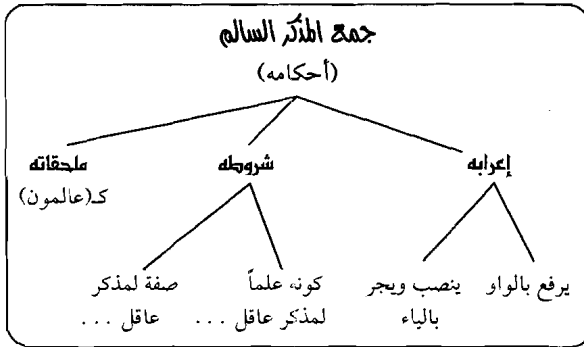 جمع المذكر السالم
(أحكامه)
إعرابه
شروطه
ملحقاته
كـ(عالمون)
يرفع بالواو
ينصب ويجر
بالياء
كونه علماً
لمذكر عاقل ...
صفة لمذكر
عاقل ...